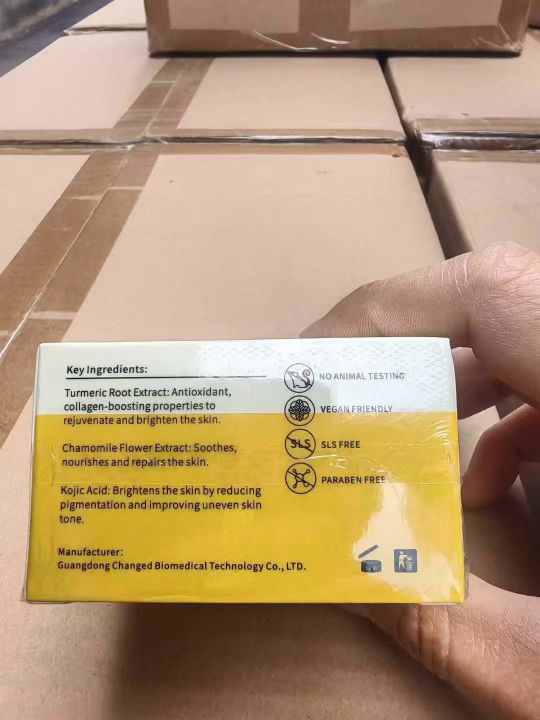 Key Ingredients:
Turmeric Root Extract: Antioxidant,
collagen-boosting properties to
rejuvenate and brighten the skin.
Chamomile Flower Extract: Soothes,
nourishes and repairs the skin.
Kojic Acid: Brightens the skin by reducing
pigmentation and improving uneven skin
tone.
Manufacturer:
Guangdong Changed Biomedical Technology Co., LTD.
NO ANIMAL TESTING
VEGAN FRIENDLY
SLS
SLS FREE
PARABEN FREE